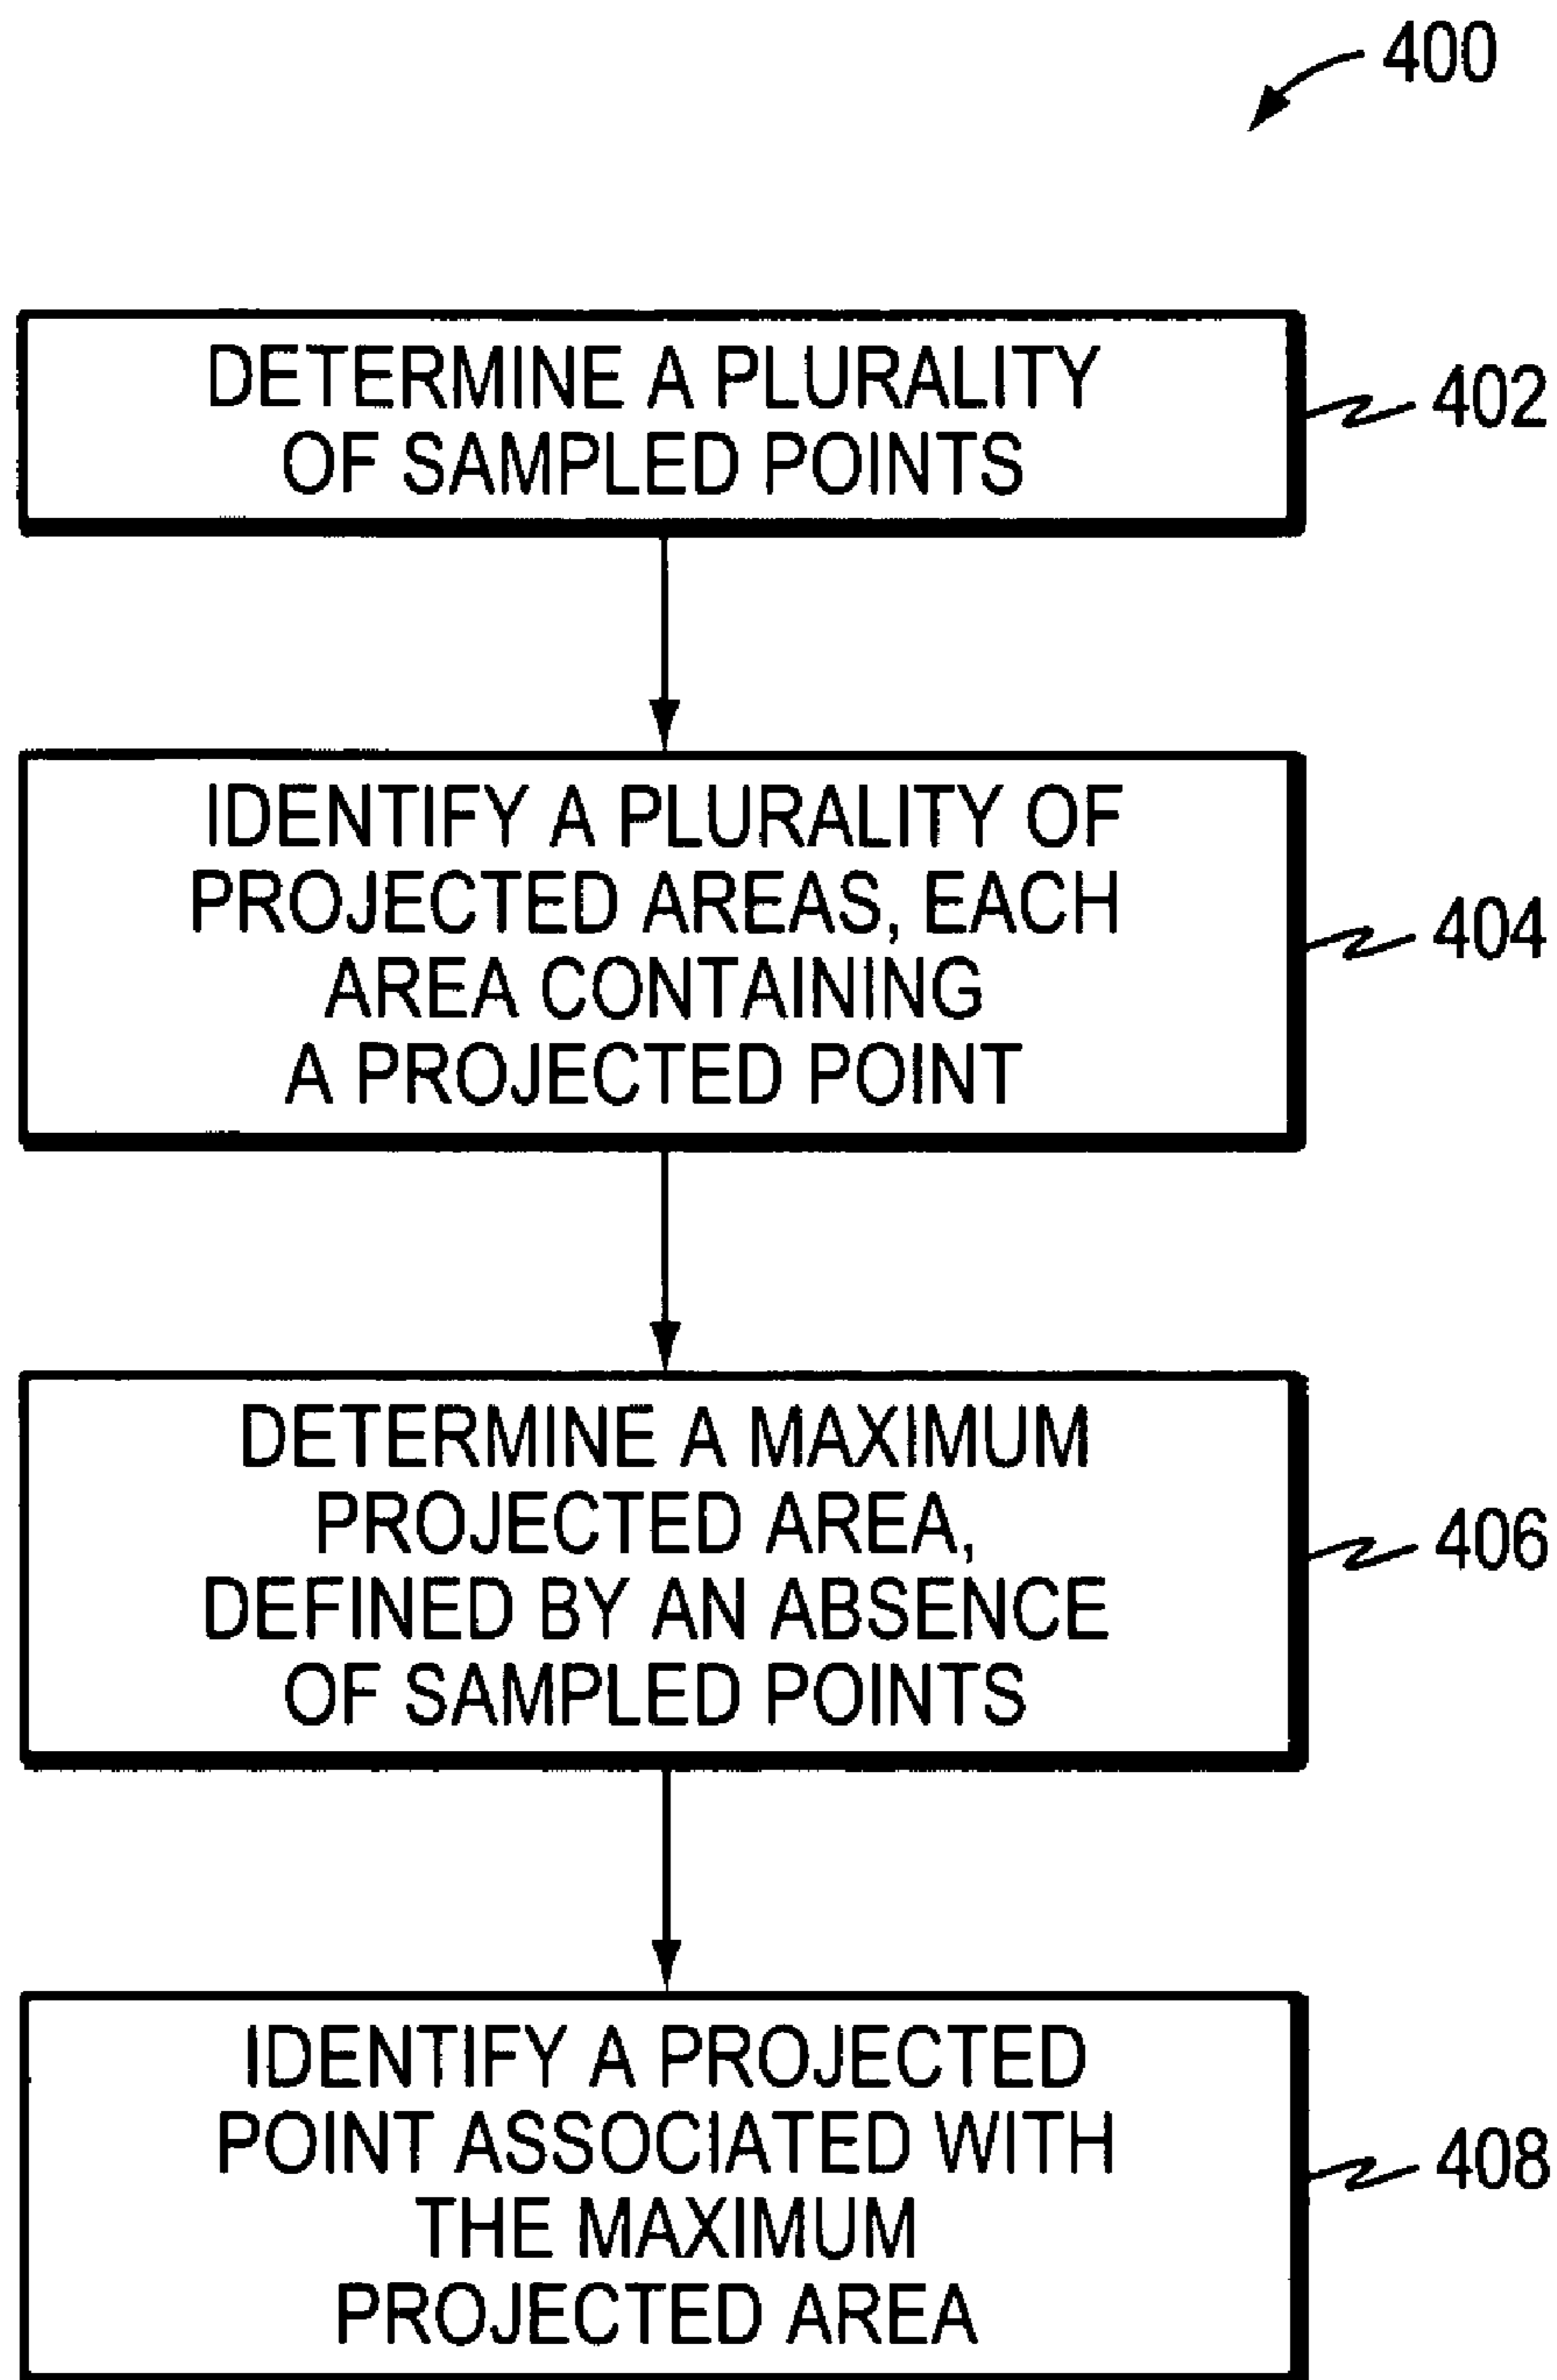 400
DETERMINE A PLURALITY
OF SAMPLED POINTS
402
IDENTIFY A PLURALITY OF
PROJECTED AREAS, EACH
AREA CONTAINING
A PROJECTED POINT
404
DETERMINE A MAXIMUM
PROJECTED AREA,
DEFINED BY AN ABSENCE
OF SAMPLED POINTS
406
IDENTIFY A PROJECTED
POINT ASSOCIATED WITH
THE MAXIMUM
PROJECTED AREA
408